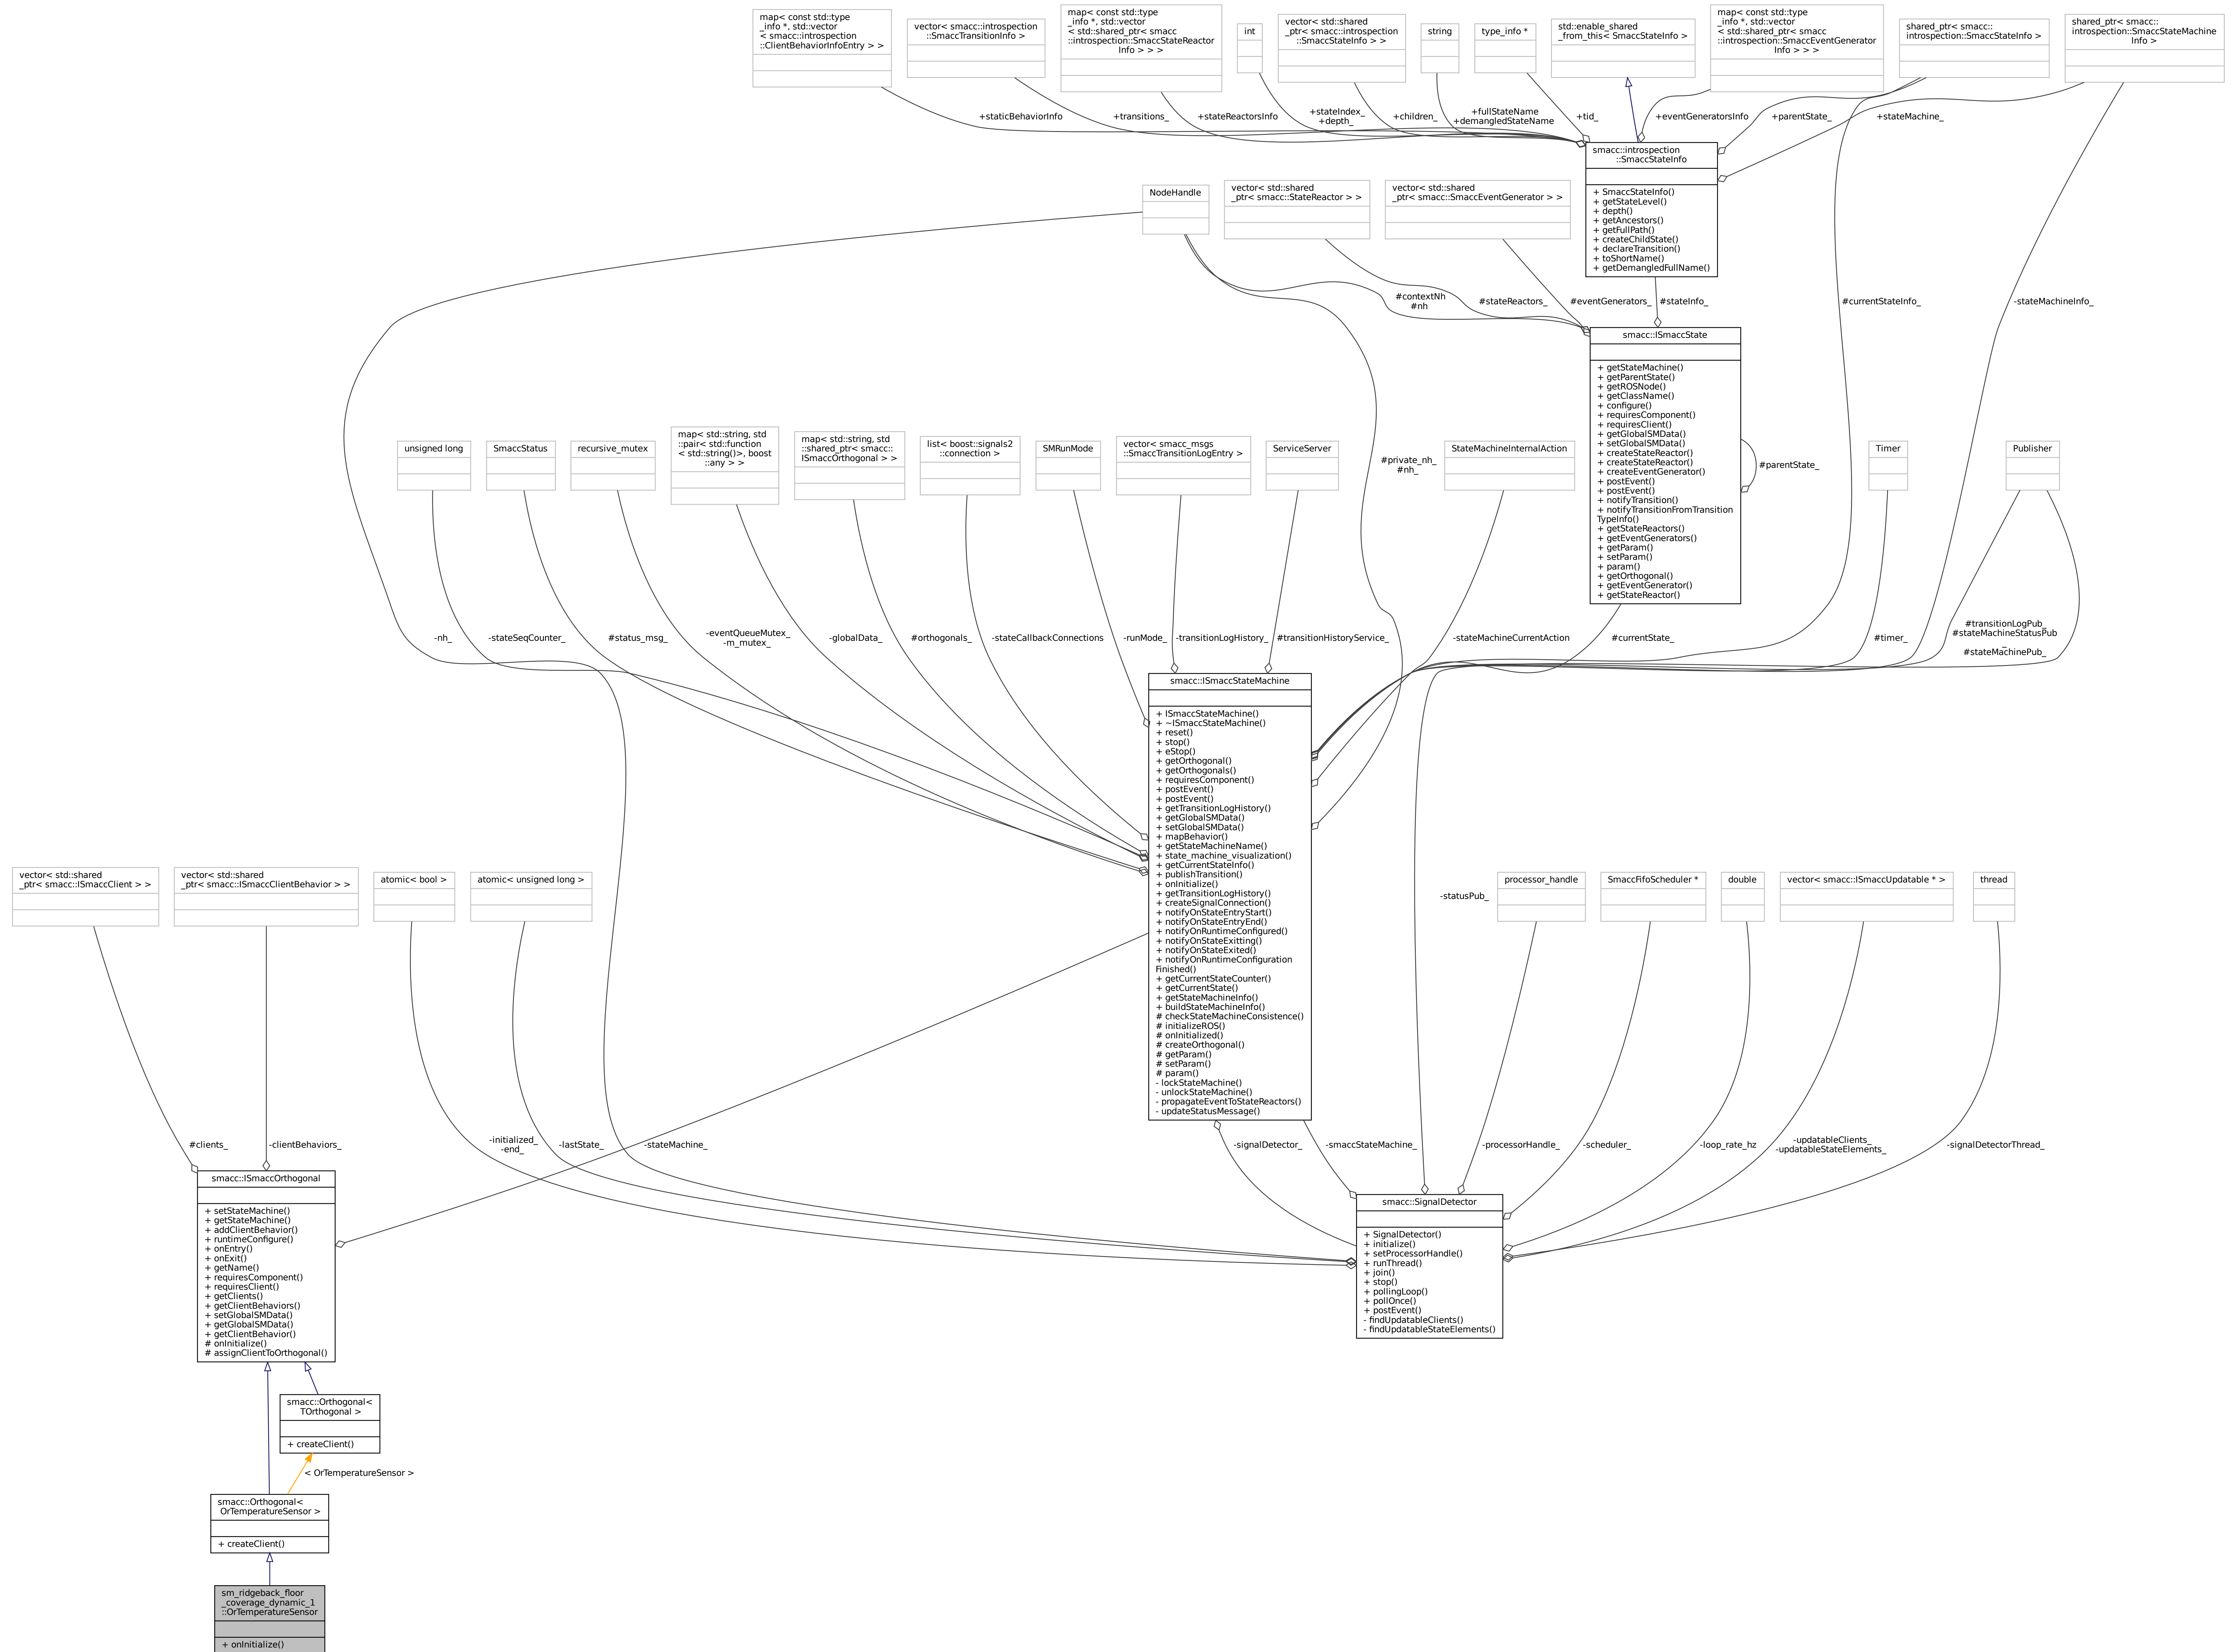 map< const std::type
_info *, std::vector
< smacc::introspection
::ClientBehaviorInfoEntry > >
vector< smacc::introspection
::SmaccTransitionInfo >
map< const std::type
_info *, std::vector
< std::shared_ptr< smacc
::introspection::SmaccStateReactor
Info > > >
int
vector< std::shared
_ptr< smacc::introspection
::SmaccStateInfo > >
string
type_info *
std::enable_shared
_from_this< SmaccStateInfo >
map< const std::type
_info *, std::vector
< std::shared_ptr< smacc
::introspection::SmaccEventGenerator
Info > > >
shared_ptr< smacc::
introspection::SmaccStateInfo >
shared_ptr< smacc::
introspection::SmaccStateMachine
Info >
+staticBehaviorInfo
+transitions_
+stateReactorsInfo
+stateIndex_
+depth_
+children_
+fullStateName
+demangledStateName
+tid_
+eventGeneratorsInfo
+parentState_
+stateMachine_
smacc::introspection
::SmaccStateInfo
+ SmaccStateInfo()
+ getStateLevel()
+ depth()
+ getAncestors()
+ getFullPath()
+ createChildState()
+ declareTransition()
+ toShortName()
+ getDemangledFullName()
NodeHandle
vector< std::shared
_ptr< smacc::StateReactor > >
vector< std::shared
_ptr< smacc::SmaccEventGenerator > >
#contextNh
#nh
#stateReactors_
#eventGenerators_
#stateInfo_
#currentStateInfo_
-stateMachineInfo_
smacc::ISmaccState
+ getStateMachine()
+ getParentState()
+ getROSNode()
+ getClassName()
+ configure()
+ requiresComponent()
+ requiresClient()
+ getGlobalSMData()
+ setGlobalSMData()
+ createStateReactor()
+ createStateReactor()
+ createEventGenerator()
+ postEvent()
+ postEvent()
+ notifyTransition()
+ notifyTransitionFromTransition
TypeInfo()
+ getStateReactors()
+ getEventGenerators()
+ getParam()
+ setParam()
+ param()
+ getOrthogonal()
+ getEventGenerator()
+ getStateReactor()
#parentState_
unsigned long
SmaccStatus
recursive_mutex
map< std::string, std
::pair< std::function
< std::string()>, boost
::any > >
map< std::string, std
::shared_ptr< smacc::
ISmaccOrthogonal > >
list< boost::signals2
::connection >
SMRunMode
vector< smacc_msgs
::SmaccTransitionLogEntry >
ServiceServer
#private_nh_
#nh_
StateMachineInternalAction
Timer
Publisher
-nh_
-stateSeqCounter_
#status_msg_
-eventQueueMutex_
-m_mutex_
-globalData_
#orthogonals_
-stateCallbackConnections
-runMode_
-transitionLogHistory_
#transitionHistoryService_
-stateMachineCurrentAction
#currentState_
#timer_
#transitionLogPub_
#stateMachineStatusPub
_
#stateMachinePub_
smacc::ISmaccStateMachine
+ ISmaccStateMachine()
+ ~ISmaccStateMachine()
+ reset()
+ stop()
+ eStop()
+ getOrthogonal()
+ getOrthogonals()
+ requiresComponent()
+ postEvent()
+ postEvent()
+ getTransitionLogHistory()
+ getGlobalSMData()
+ setGlobalSMData()
+ mapBehavior()
+ getStateMachineName()
+ state_machine_visualization()
+ getCurrentStateInfo()
+ publishTransition()
+ onInitialize()
+ getTransitionLogHistory()
+ createSignalConnection()
+ notifyOnStateEntryStart()
+ notifyOnStateEntryEnd()
+ notifyOnRuntimeConfigured()
+ notifyOnStateExitting()
+ notifyOnStateExited()
+ notifyOnRuntimeConfiguration
Finished()
+ getCurrentStateCounter()
+ getCurrentState()
+ getStateMachineInfo()
+ buildStateMachineInfo()
# checkStateMachineConsistence()
# initializeROS()
# onInitialized()
# createOrthogonal()
# getParam()
# setParam()
# param()
- lockStateMachine()
- unlockStateMachine()
- propagateEventToStateReactors()
- updateStatusMessage()
vector< std::shared
_ptr< smacc::ISmaccClient > >
vector< std::shared
_ptr< smacc::ISmaccClientBehavior > >
atomic< bool >
atomic< unsigned long >
-statusPub_
processor_handle
SmaccFifoScheduler *
double
vector< smacc::ISmaccUpdatable * >
thread
#clients_
-clientBehaviors_
-initialized_
-end_
-lastState_
-stateMachine_
-signalDetector_
-smaccStateMachine_
-processorHandle_
-scheduler_
-loop_rate_hz
-updatableClients_
-updatableStateElements_
-signalDetectorThread_
smacc::ISmaccOrthogonal
+ setStateMachine()
+ getStateMachine()
+ addClientBehavior()
+ runtimeConfigure()
+ onEntry()
+ onExit()
+ getName()
+ requiresComponent()
+ requiresClient()
+ getClients()
+ getClientBehaviors()
+ setGlobalSMData()
+ getGlobalSMData()
+ getClientBehavior()
# onInitialize()
# assignClientToOrthogonal()
smacc::SignalDetector
+ SignalDetector()
+ initialize()
+ setProcessorHandle()
+ runThread()
+ join()
+ stop()
+ pollingLoop()
+ pollOnce()
+ postEvent()
- findUpdatableClients()
- findUpdatableStateElements()
smacc::Orthogonal<
TOrthogonal >
+ createClient()
< OrTemperatureSensor >
smacc::Orthogonal<
OrTemperatureSensor >
+ createClient()
sm_ridgeback_floor
_coverage_dynamic_1
::OrTemperatureSensor
+ onInitialize()